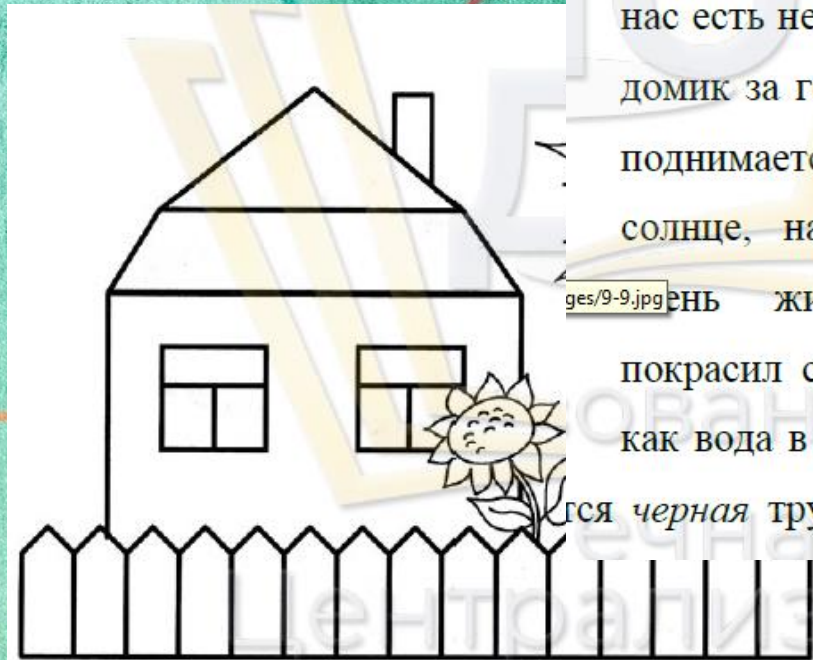 нас есть не
домик за г
поднимаетс
солнце, на
ges/9-9.jpg
ень жи
покрасил с
как вода в
тся черная тру
Централиз